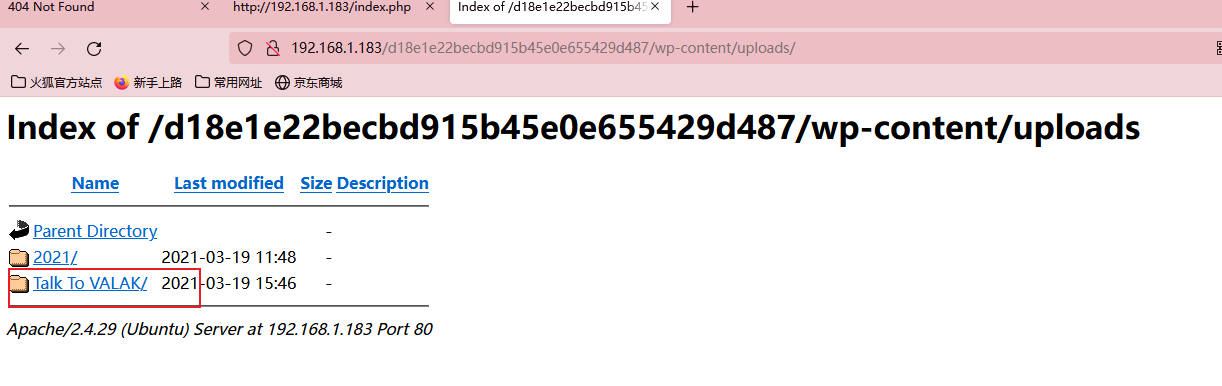 404 Not Found × http://192.168.1.183/index.php × Index of /d18e1e22becbd915b45 × +
192.168.1.183/d18e1e22becbd915b45e0e655429d487/wp-content/uploads/
火狐官方站点 新手上路 常用网址 京东商城
Index of /d18e1e22becbd915b45e0e655429d487/wp-content/uploads
Name Last modified Size Description
Parent Directory -
2021/ 2021-03-19 11:48 -
Talk To VALAK/ 2021-03-19 15:46 -
Apache/2.4.29 (Ubuntu) Server at 192.168.1.183 Port 80